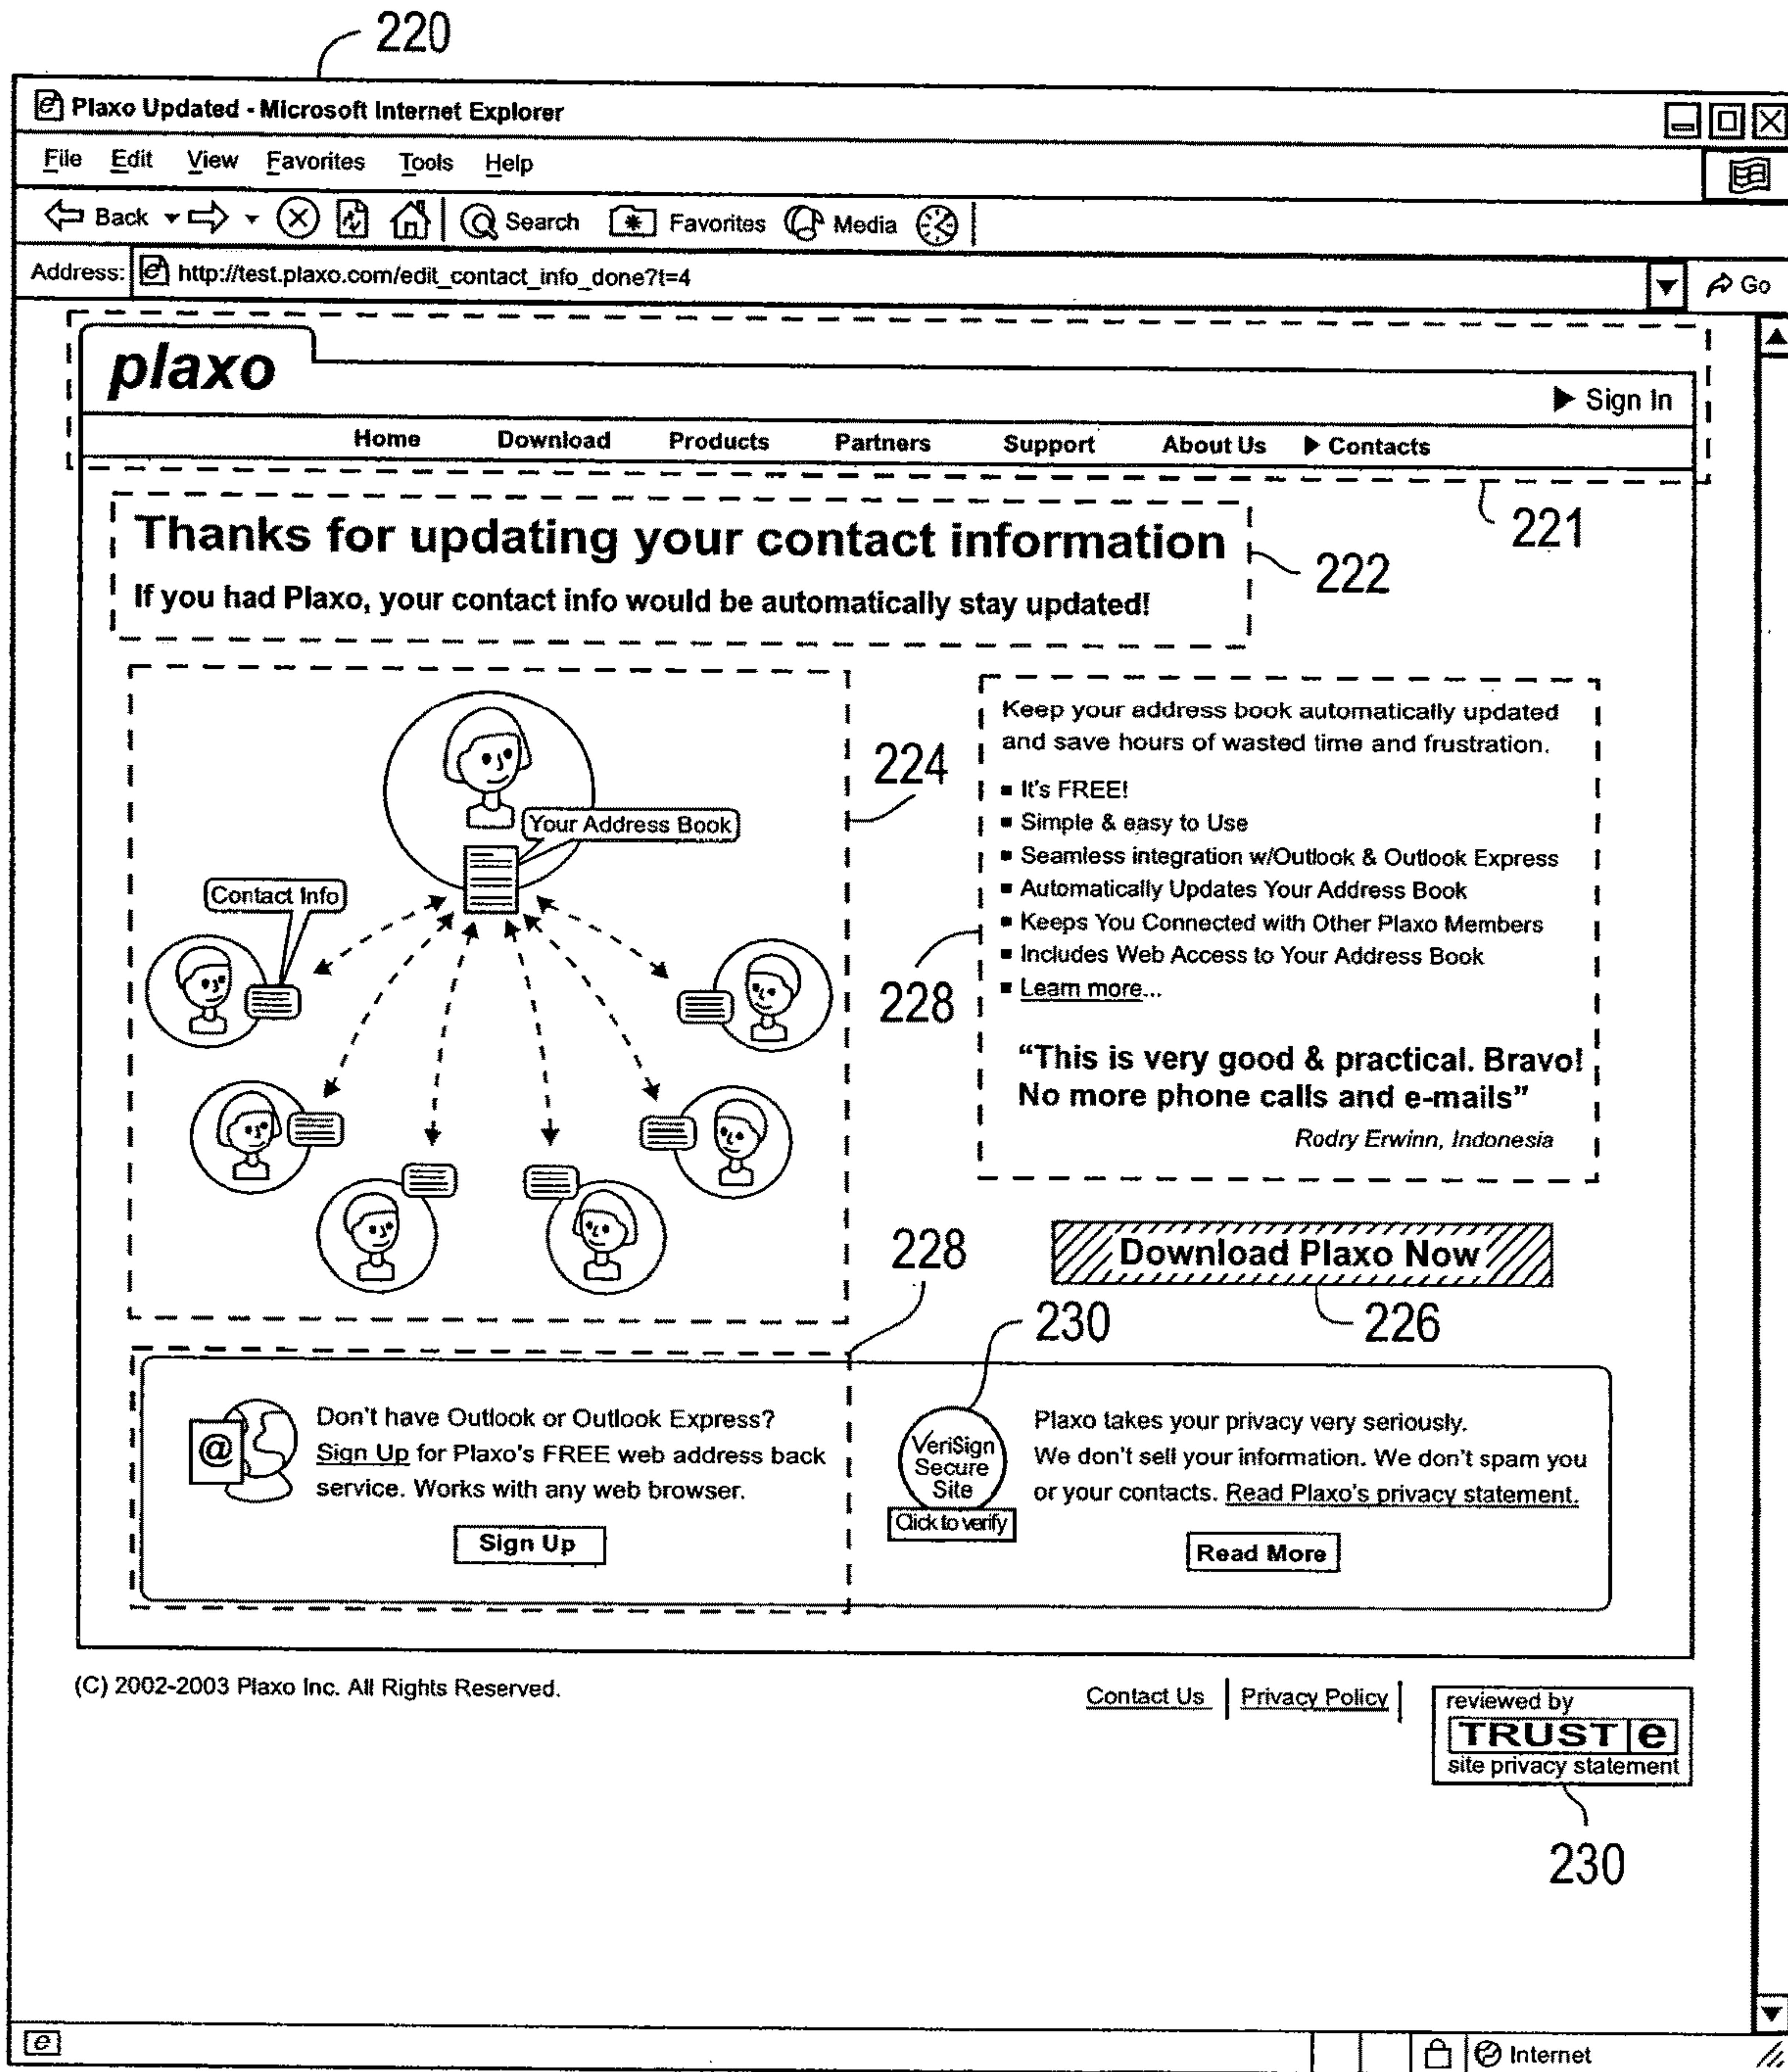 220
Plaxo Updated - Microsoft Internet Explorer
File Edit View Favorites Tools Help
Back Search Favorites Media
Address: http://test.plaxo.com/edit_contact_info_done?t=4 Go
plaxo
Sign In
Home Download Products Partners Support About Us Contacts
221
Thanks for updating your contact information
If you had Plaxo, your contact info would be automatically stay updated!
222
Your Address Book
Contact Info
224
Keep your address book automatically updated
and save hours of wasted time and frustration.
It's FREE!
Simple & easy to Use
Seamless integration w/Outlook & Outlook Express
Automatically Updates Your Address Book
Keeps You Connected with Other Plaxo Members
Includes Web Access to Your Address Book
Learn more...
228
“This is very good & practical. Bravo!
No more phone calls and e-mails”
Rodry Erwinn, Indonesia
Download Plaxo Now
226
228
230
@
Don't have Outlook or Outlook Express?
Sign Up for Plaxo's FREE web address back
service. Works with any web browser.
Sign Up
VeriSign
Secure
Site
Click to verify
Plaxo takes your privacy very seriously.
We don't sell your information. We don't spam you
or your contacts. Read Plaxo's privacy statement.
Read More
(C) 2002-2003 Plaxo Inc. All Rights Reserved.
Contact Us | Privacy Policy |
reviewed by
TRUST e
site privacy statement
230
Internet